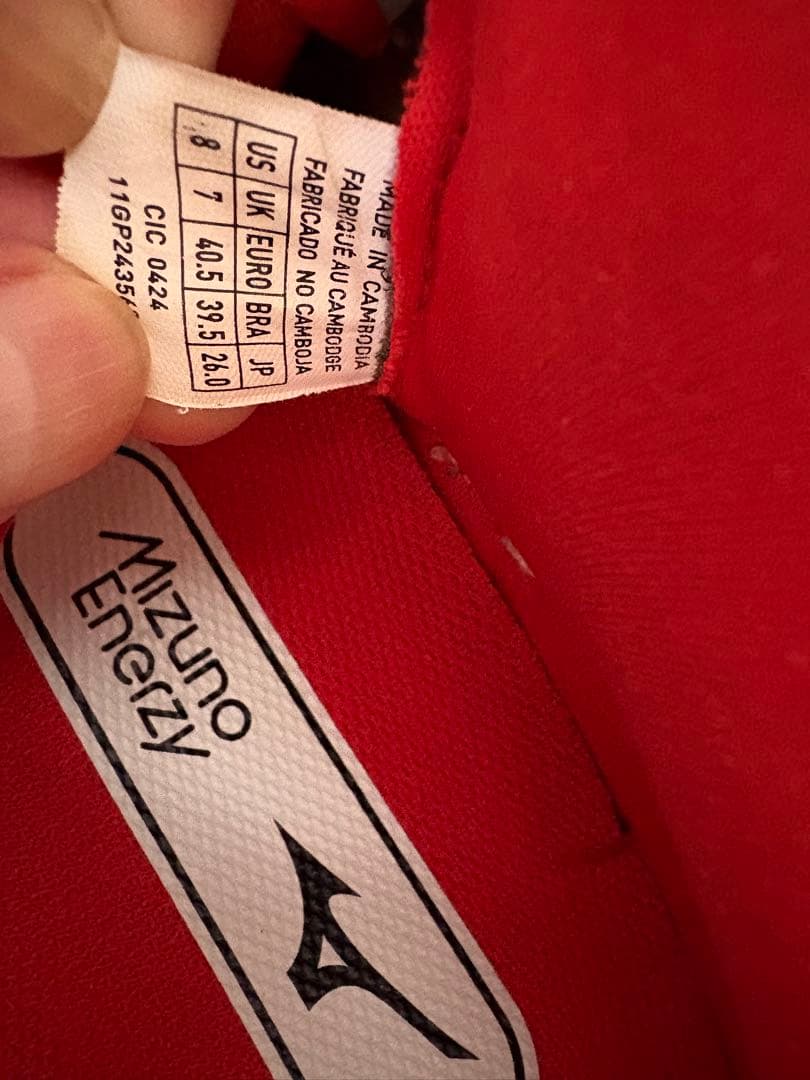 MADE IN CAMBODIA
FABRIQUÉ AU CAMBODGE
FABRICADO NO CAMBOJA
US UK EURO BRA JP
8 7 40.5 39.5 26.0
CIC 0424
11GP2435
Mizuno
Enerzy